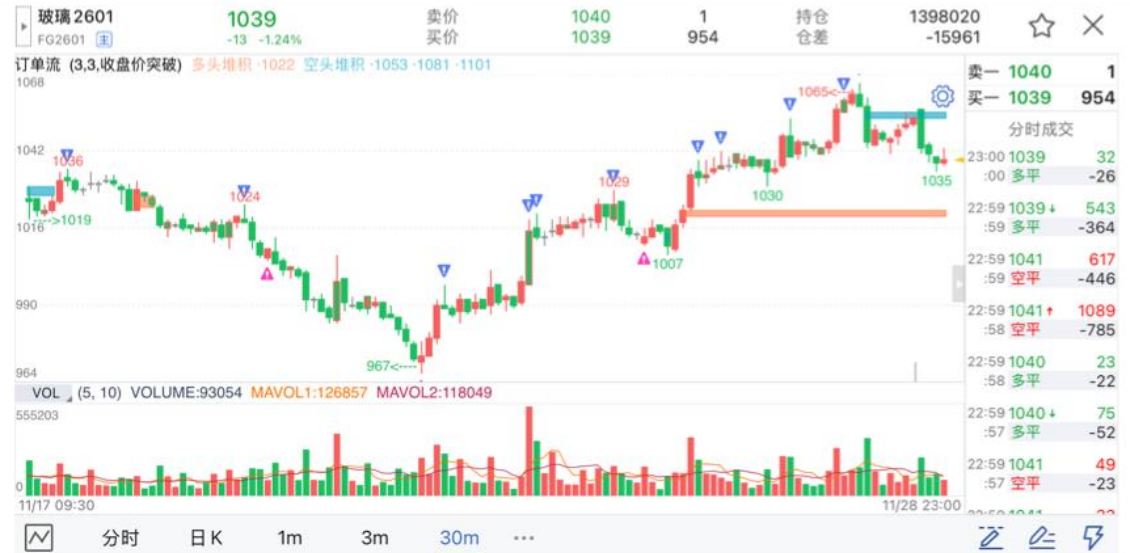 玻璃2601 1039 卖价 1040 1 持仓 1398020
FG2601 主 -13 -1.24% 买价 1039 954 仓差 -15961
订单流 (3,3,收盘价突破) 多头堆积 ·1022 空头堆积 ·1053 ·1081 ·1101
1068
1065<--
1042
1036
1024
1029
1030
1035
---->1019
1016
1007
990
967<----
964
VOL (5, 10) VOLUME:93054 MAVOL1:126857 MAVOL2:118049
555203
0
11/17 09:30 11/28 23:00
分时 日K 1m 3m 30m ···
卖一 1040 1
买一 1039 954
分时成交
23:00 1039 32
:00 多平 -26
22:59 1039↓ 543
:59 多平 -364
22:59 1041 617
:59 空平 -446
22:59 1041↑ 1089
:58 空平 -785
22:59 1040 23
:58 多平 -22
22:59 1040↓ 75
:57 多平 -52
22:59 1041 49
:57 空平 -23